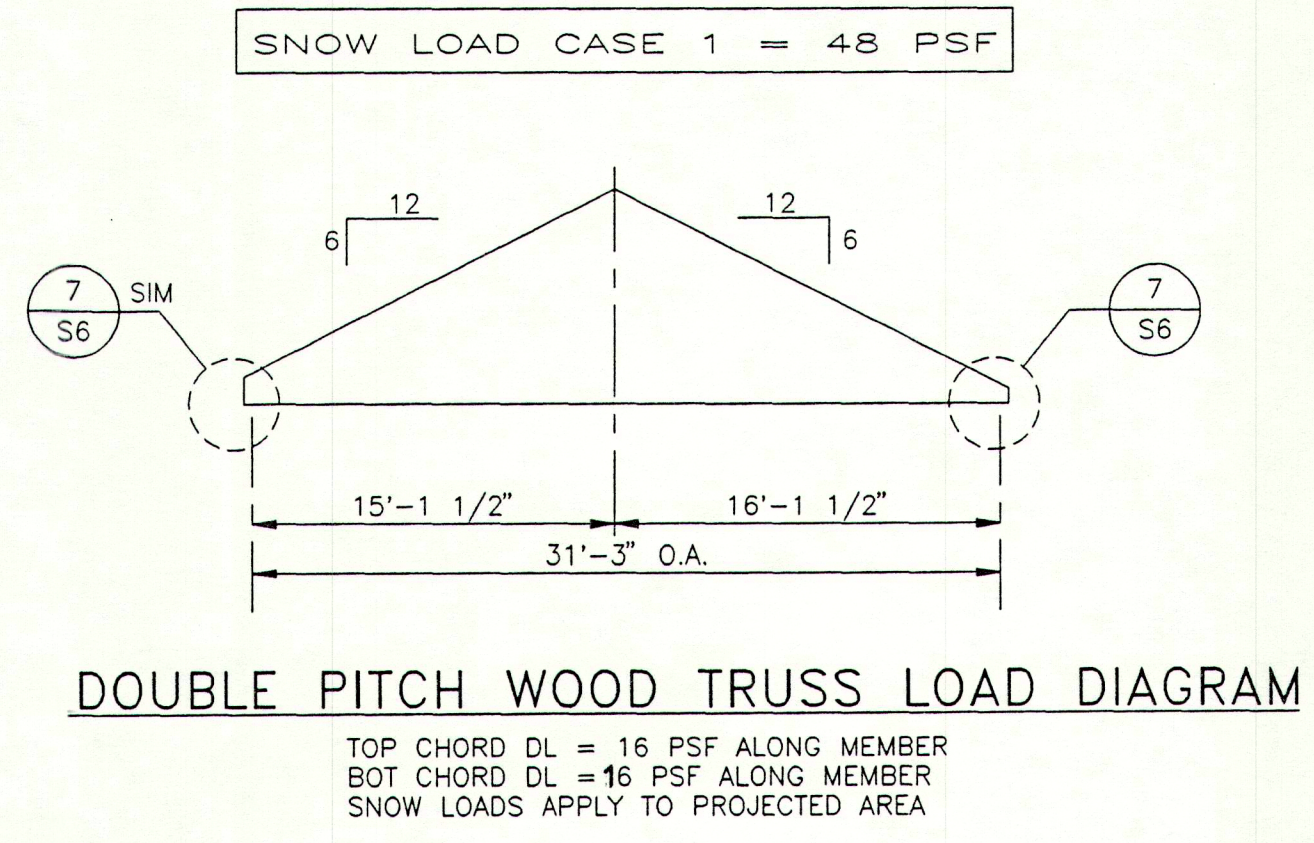 SNOW LOAD CASE 1 = 48 PSF
12
6
12
6
7
S6
SIM
7
S6
15'-1 1/2"
16'-1 1/2"
31'-3" O.A.
DOUBLE PITCH WOOD TRUSS LOAD DIAGRAM
TOP CHORD DL = 16 PSF ALONG MEMBER
BOT CHORD DL =16 PSF ALONG MEMBER
SNOW LOADS APPLY TO PROJECTED AREA